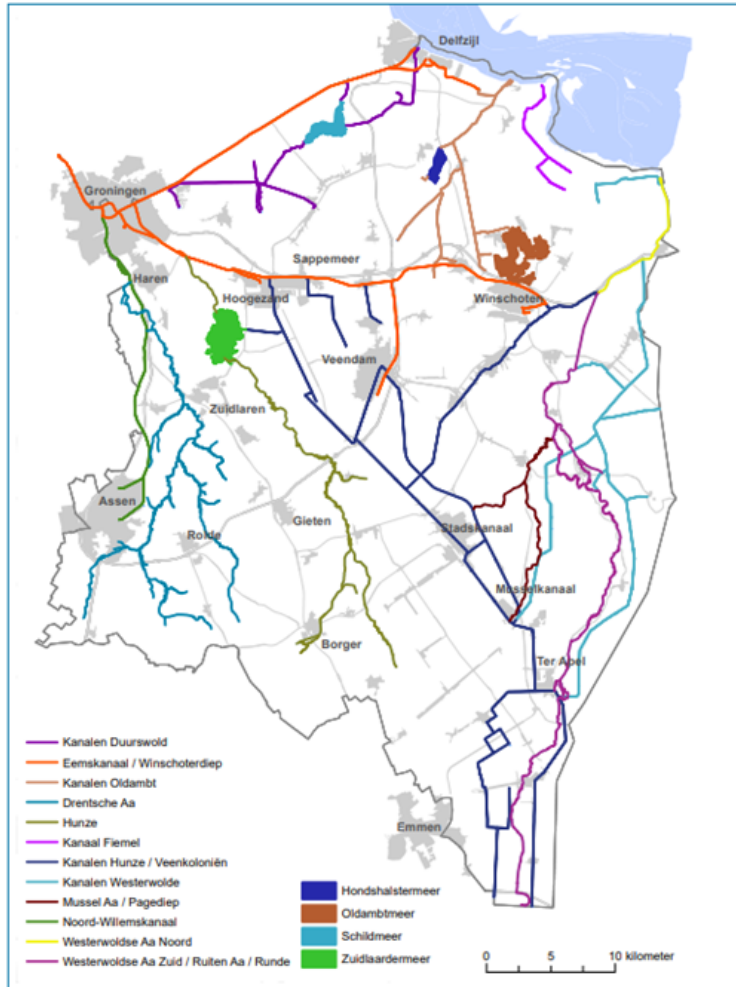 Delfzijl
Groningen
Sappemeer
Haren
Hoogezand
Winschoten
Veendam
Zuidlaren
Assen
Gieten
Rolde
Stadskanaal
Musselkanaal
Borger
Ter Apel
Emmen
Kanalen Duurswold
Eemskanaal / Winschoterdiep
Kanalen Oldambt
Drentsche Aa
Hunze
Kanaal Fiemel
Kanalen Hunze / Veenkoloniën
Kanalen Westerwolde
Mussel Aa / Pagediep
Noord-Willemskanaal
Westerwoldse Aa Noord
Westerwoldse Aa Zuid / Ruiten Aa / Runde
Hondshalstermeer
Oldambtmeer
Schildmeer
Zuidlaardermeer
0 5 10 kilometer